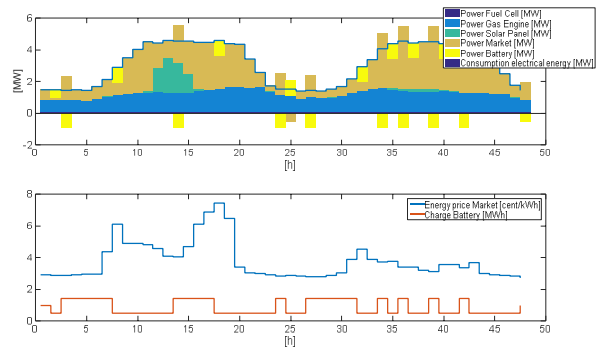 6
4
2
0
-2
[MW]
0 5 10 15 20 25 30 35 40 45 50
[h]
Power Fuel Cell [MW]
Power Gas Engine [MW]
Power Solar Panel [MW]
Power Market [MW]
Power Battery [MW]
Consumption electrical energy [MW]
8
6
4
2
0
0 5 10 15 20 25 30 35 40 45 50
[h]
Energy price Market [cent/kWh]
Charge Battery [MWh]